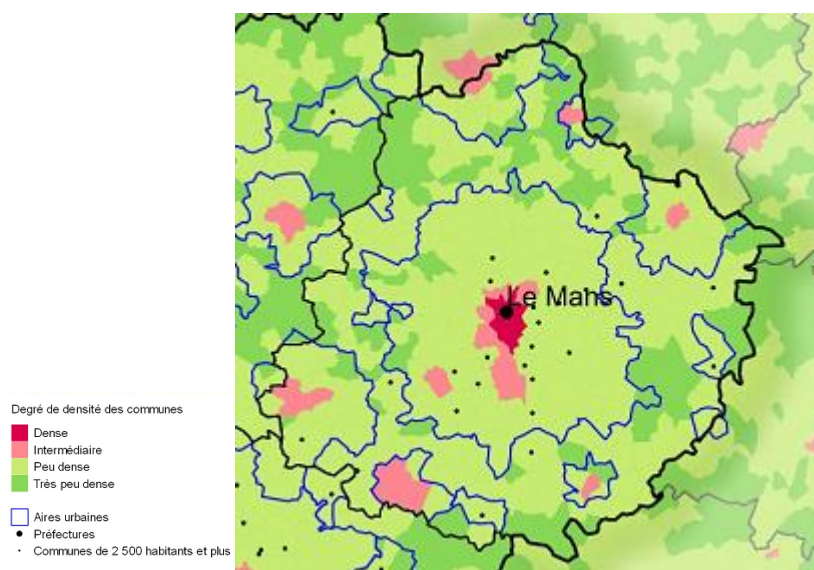 Le Mans
Degré de densité des communes
Dense
Intermédiaire
Peu dense
Très peu dense
Aires urbaines
Préfectures
Communes de 2 500 habitants et plus